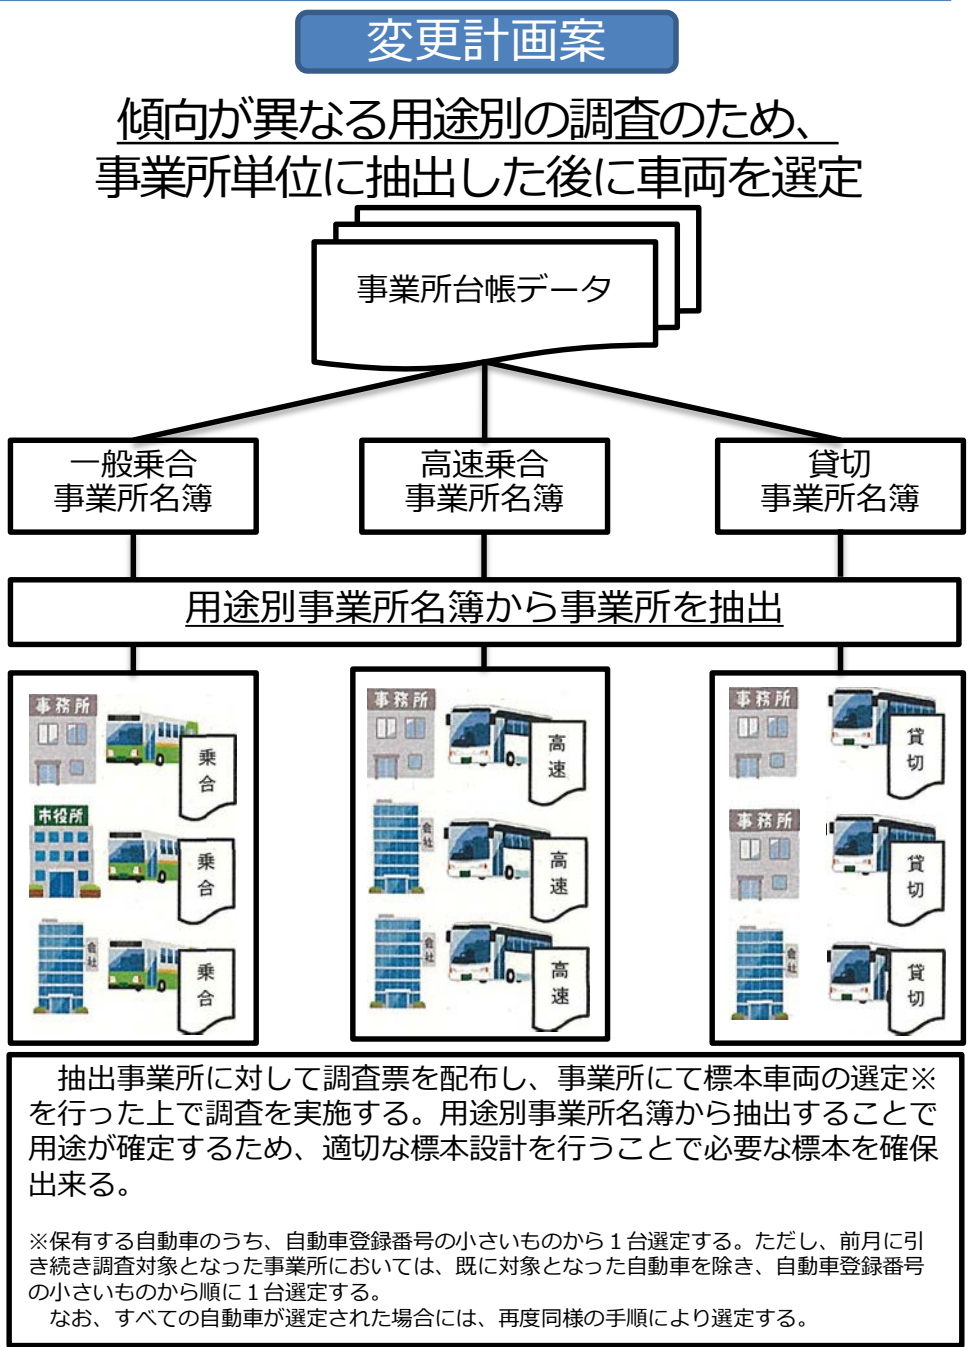 変更計画案
傾向が異なる用途別の調査のため、
事業所単位に抽出した後に車両を選定
事業所台帳データ
一般乗合
事業所名簿
高速乗合
事業所名簿
貸切
事業所名簿
用途別事業所名簿から事業所を抽出
事務所
乗合
市役所
乗合
会社
乗合
事務所
高速
会社
高速
会社
高速
事務所
貸切
事務所
貸切
会社
貸切
　抽出事業所に対して調査票を配布し、事業所にて標本車両の選定※
を行った上で調査を実施する。用途別事業所名簿から抽出することで
用途が確定するため、適切な標本設計を行うことで必要な標本を確保
出来る。
※保有する自動車のうち、自動車登録番号の小さいものから１台選定する。ただし、前月に引
き続き調査対象となった事業所においては、既に対象となった自動車を除き、自動車登録番号
の小さいものから順に１台選定する。
　なお、すべての自動車が選定された場合には、再度同様の手順により選定する。